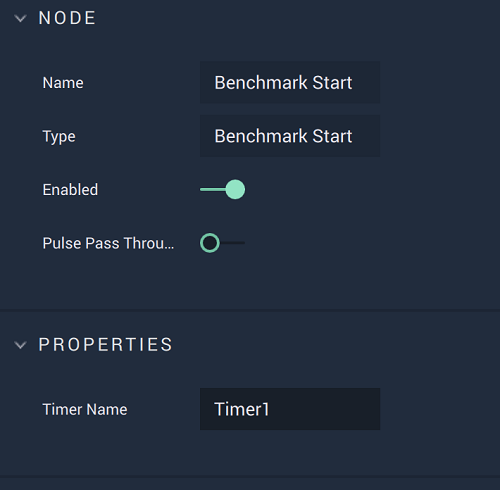 NODE
Name Benchmark Start
Type Benchmark Start
Enabled
Pulse Pass Throu...
PROPERTIES
Timer Name Timer1